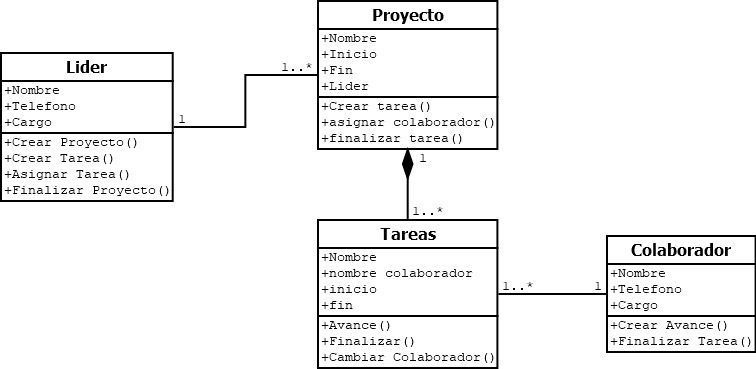 Lider
+Nombre
+Telefono
+Cargo
+Crear Proyecto()
+Crear Tarea()
+Asignar Tarea()
+Finalizar Proyecto()
1
1..*
Proyecto
+Nombre
+Inicio
+Fin
+Lider
+Crear tarea()
+asignar colaborador()
+finalizar tarea()
1
1..*
Tareas
+Nombre
+nombre colaborador
+inicio
+fin
+Avance()
+Finalizar()
+Cambiar Colaborador()
1..*
1
Colaborador
+Nombre
+Telefono
+Cargo
+Crear Avance()
+Finalizar Tarea()